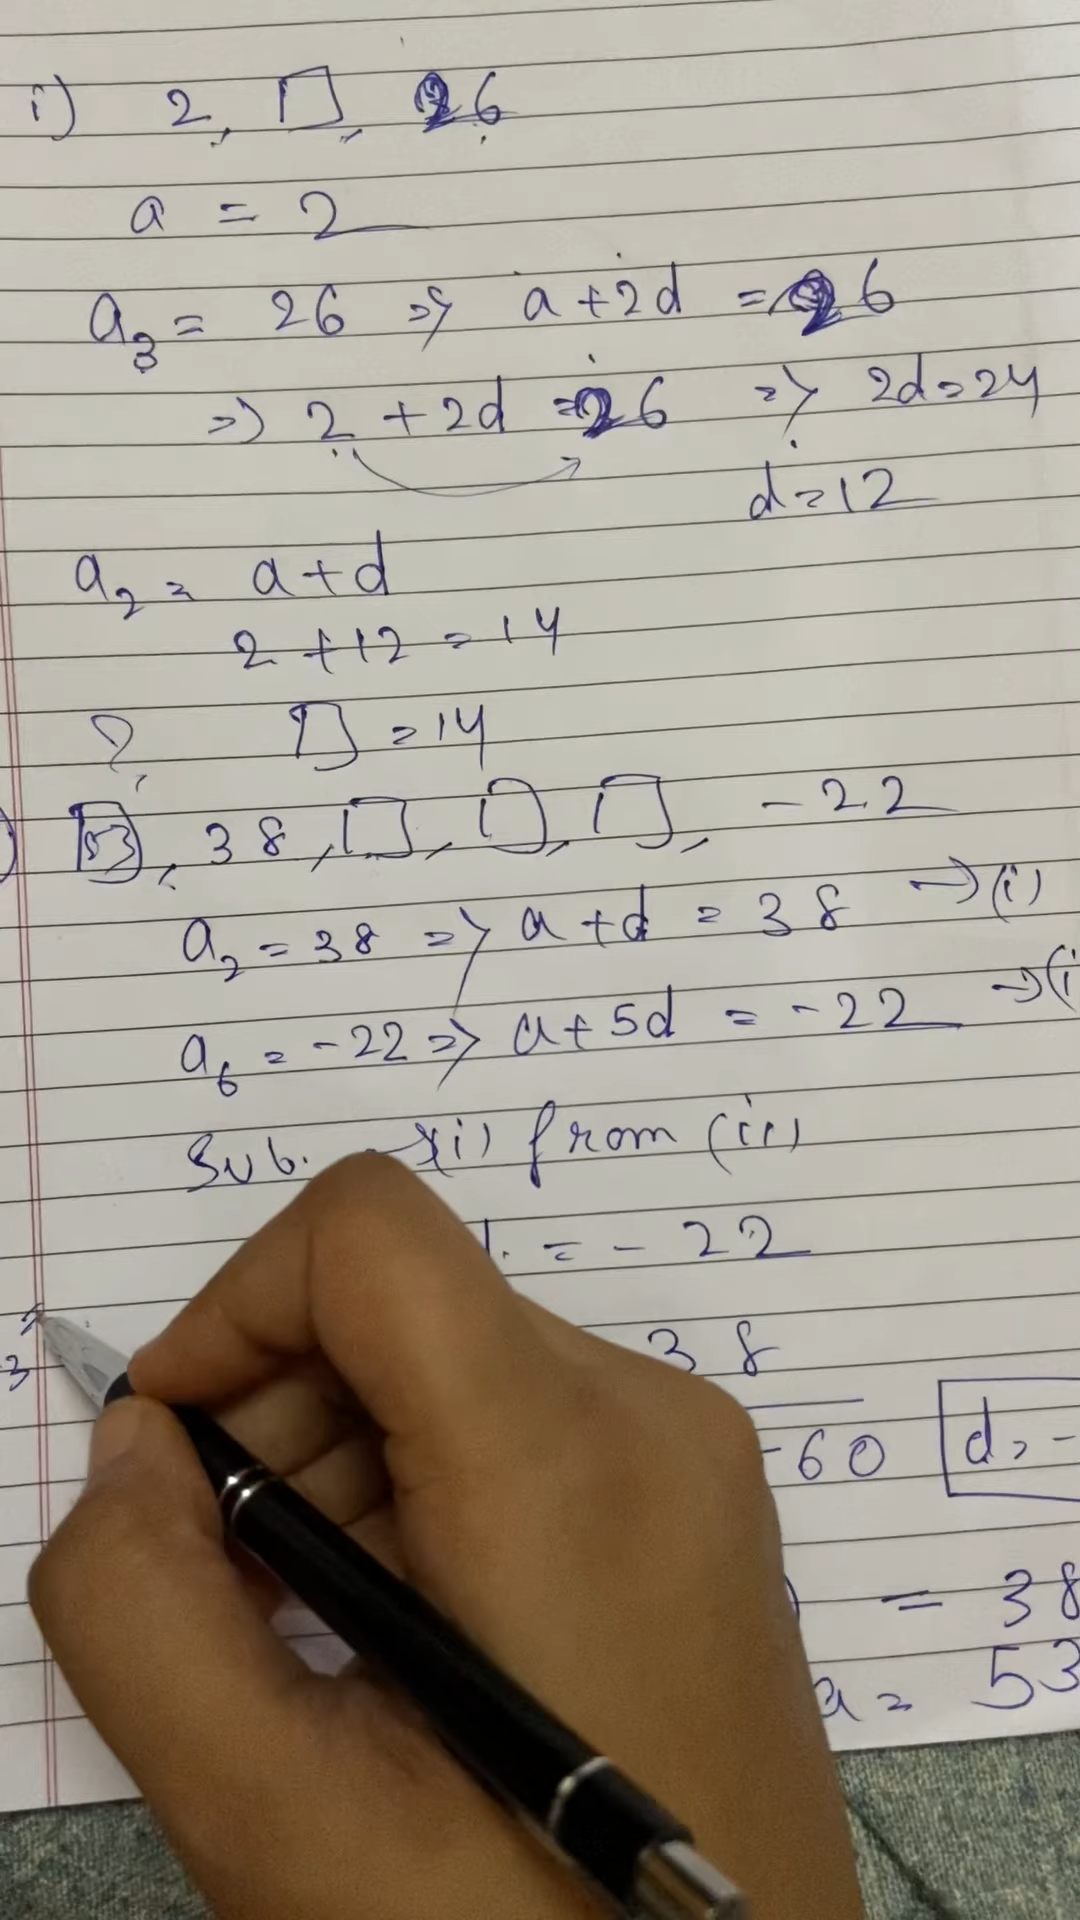 i) 2, □, 26
a = 2
a₃ = 26 ⇒ a + 2d = 26
⇒ 2 + 2d = 26 ⇒ 2d = 24
d = 12
a₂ = a + d
2 + 12 = 14
? □ = 14
) 53, 38, □, □, □, -22
a₂ = 38 ⇒ a + d = 38 → (i)
a₆ = -22 ⇒ a + 5d = -22 → (i
Sub. (i) from (ii)
= -22
38
3
-60 d = -
) = 38
a = 53